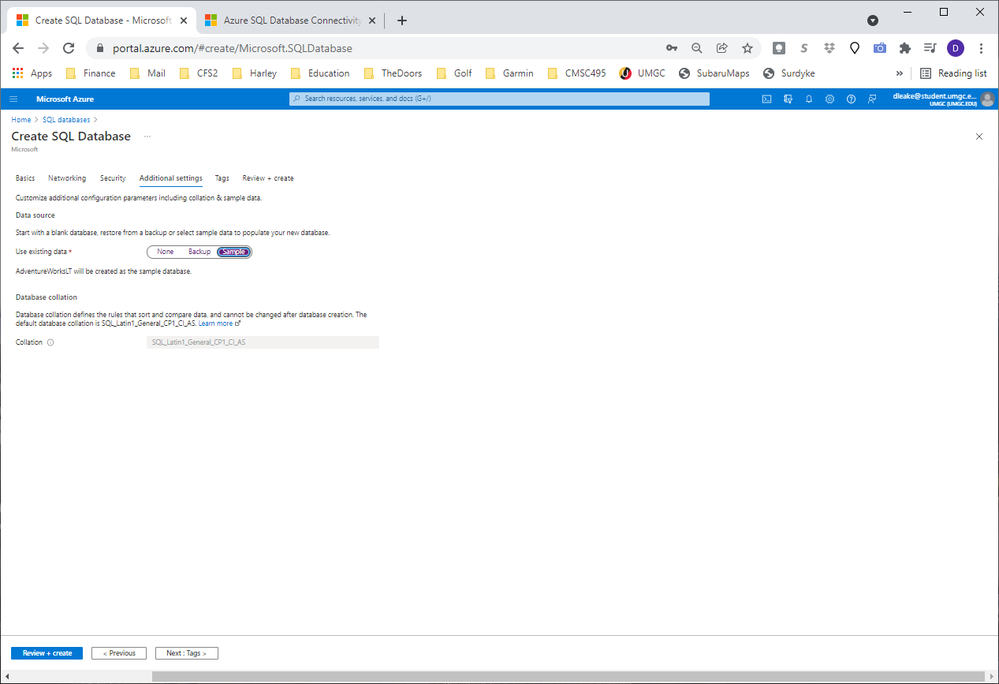 Create SQL Database - Microsoft
Azure SQL Database Connectivity
portal.azure.com/#create/Microsoft.SQLDatabase
D
Apps Finance Mail CFS2 Harley Education TheDoors Golf Garmin CMSC495 UMGC SubaruMaps Surdyke » Reading list
Microsoft Azure
Search resources, services, and docs (G+/)
dleake@student.umgc.e...
UMGC (UMGC.EDU)
Home > SQL databases >
Create SQL Database ...
Microsoft
Basics Networking Security Additional settings Tags Review + create
Customize additional configuration parameters including collation & sample data.
Data source
Start with a blank database, restore from a backup or select sample data to populate your new database.
Use existing data * None Backup Sample
AdventureWorksLT will be created as the sample database.
Database collation
Database collation defines the rules that sort and compare data, and cannot be changed after database creation. The
default database collation is SQL_Latin1_General_CP1_CI_AS. Learn more
Collation SQL_Latin1_General_CP1_CI_AS
Review + create < Previous Next : Tags >